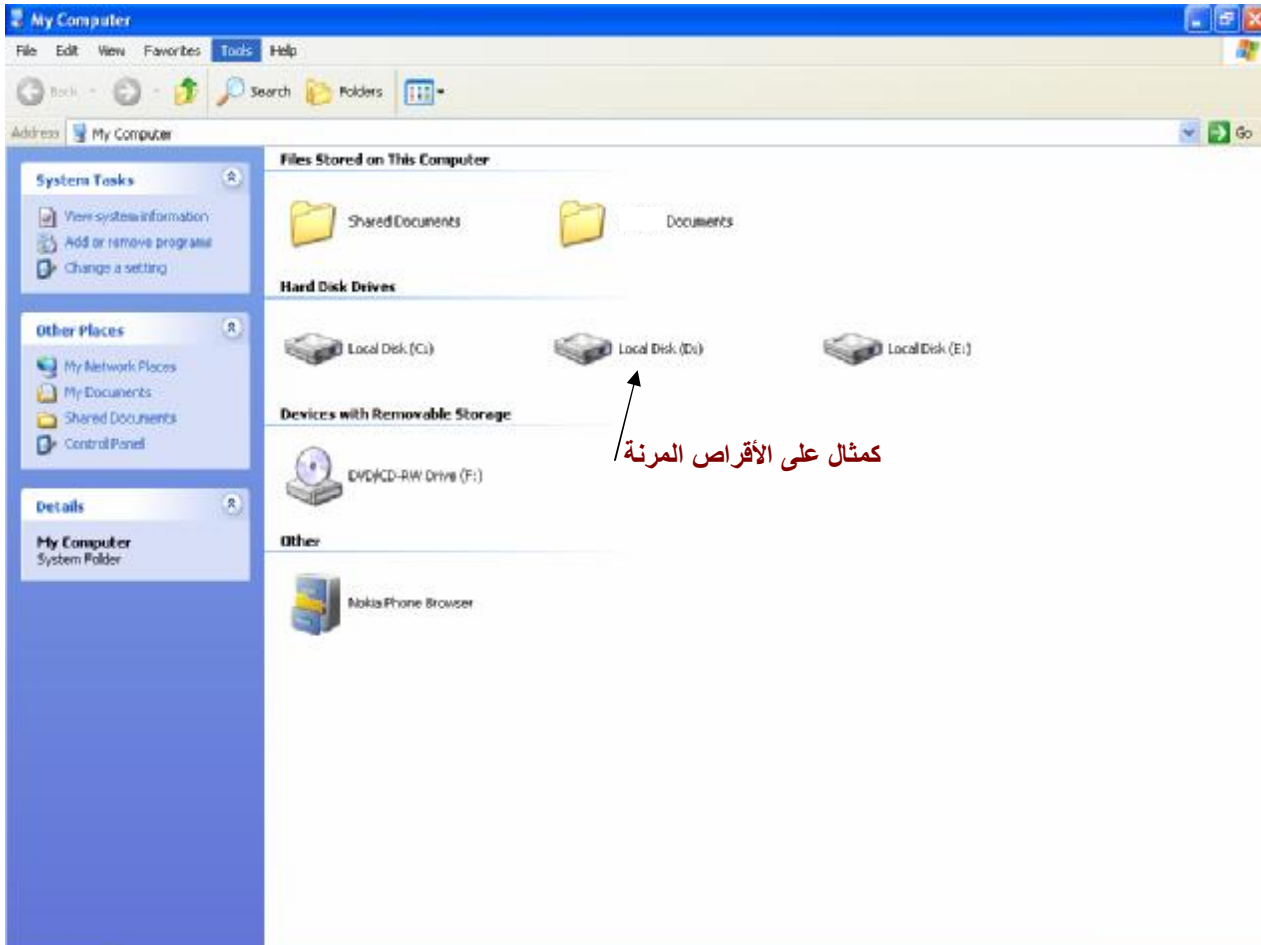 My Computer
File Edit View Favorites Tools Help
Back Search Folders
Address My Computer Go
System Tasks
View system information
Add or remove programs
Change a setting
Other Places
My Network Places
My Documents
Shared Documents
Control Panel
Details
My Computer
System Folder
Files Stored on This Computer
Shared Documents Documents
Hard Disk Drives
Local Disk (C:) Local Disk (D:) Local Disk (E:)
كمثال على الأقراص المرنة
Devices with Removable Storage
DVD/CD-RW Drive (F:)
Other
Nokia Phone Browser